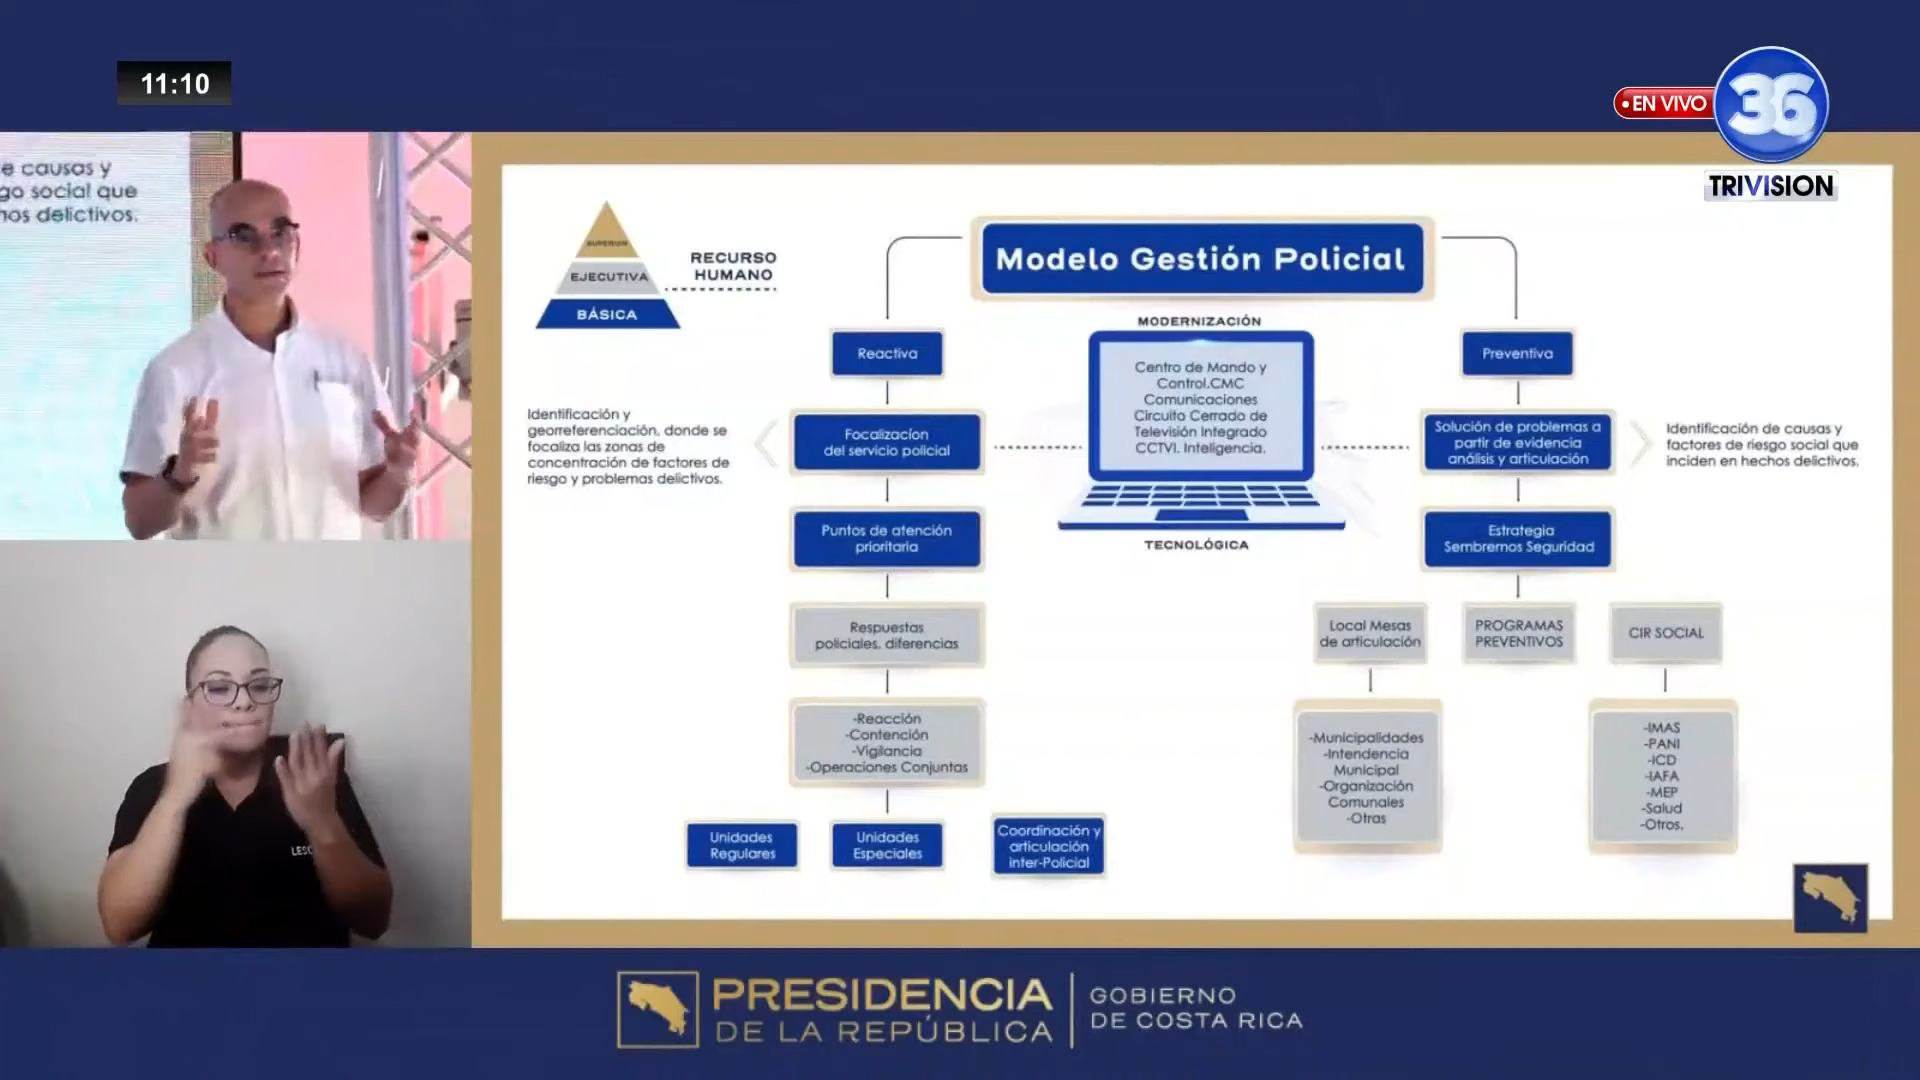 11:10
• EN VIVO
36
TRIVISION
e causas y
go social que
hos delictivos.
SUPERIOR
EJECUTIVA
BÁSICA
RECURSO
HUMANO
Modelo Gestión Policial
MODERNIZACIÓN
Centro de Mando y
Control.CMC
Comunicaciones
Circuito Cerrado de
Televisión Integrado
CCTVI. Inteligencia.
TECNOLÓGICA
Reactiva
Focalizacíon
del servicio policial
Identificación y
georreferenciación, donde se
focaliza las zonas de
concentración de factores de
riesgo y problemas delictivos.
Puntos de atención
prioritaria
Respuestas
policiales. diferencias
-Reacción
-Contención
-Vigilancia
-Operaciones Conjuntas
Unidades
Regulares
Unidades
Especiales
Coordinación y
articulación
inter-Policial
Preventiva
Solución de problemas a
partir de evidencia
análisis y articulación
Identificación de causas y
factores de riesgo social que
inciden en hechos delictivos.
Estrategia
Sembremos Seguridad
Local Mesas
de articulación
PROGRAMAS
PREVENTIVOS
CIR SOCIAL
-Municipalidades
-Intendencia
Municipal
-Organización
Comunales
-Otras
-IMAS
-PANI
-ICD
-IAFA
-MEP
-Salud
-Otros.
LESC
PRESIDENCIA
DE LA REPÚBLICA
GOBIERNO
DE COSTA RICA